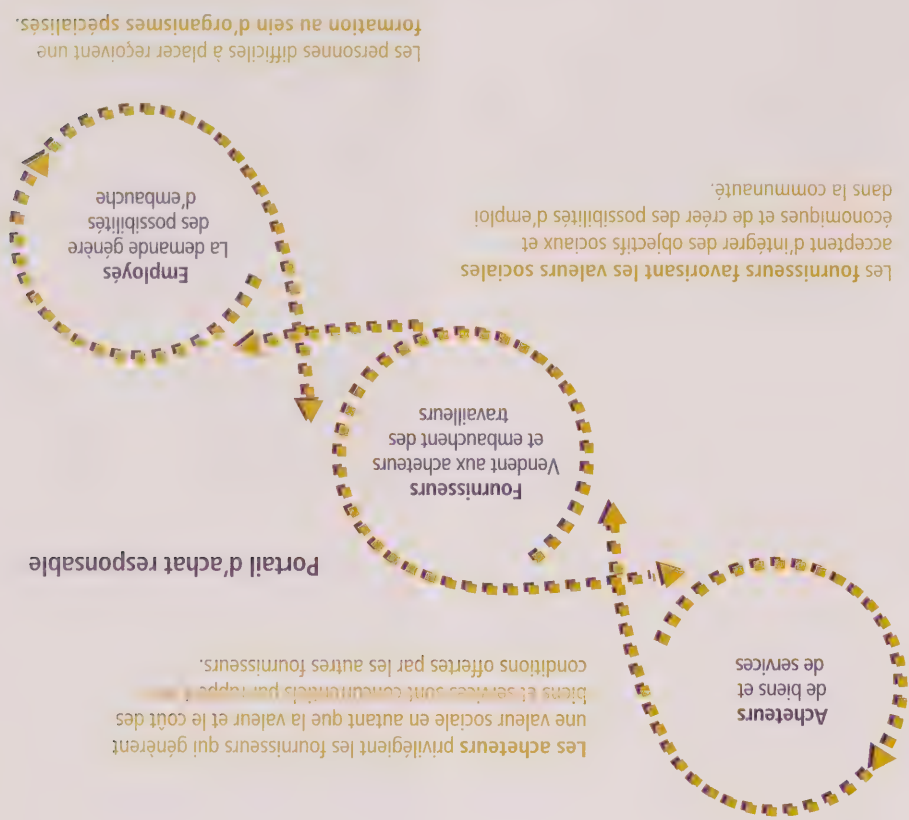 Les acheteurs privilégient les fournisseurs qui génèrent
une valeur sociale en autant que la valeur et le coût des
biens et services sont concurrentiels par rapport
conditions offertes par les autres fournisseurs.
Acheteurs
de biens et
de services
Portail d'achat responsable
Fournisseurs
Vendent aux acheteurs
et embauchent des
travailleurs
Les fournisseurs favorisant les valeurs sociales
acceptent d'intégrer des objectifs sociaux et
économiques et de créer des possibilités d'emploi
dans la communauté.
Employés
La demande génère
des possibilités
d'embauche
Les personnes difficiles à placer reçoivent une
formation au sein d'organismes spécialisés.